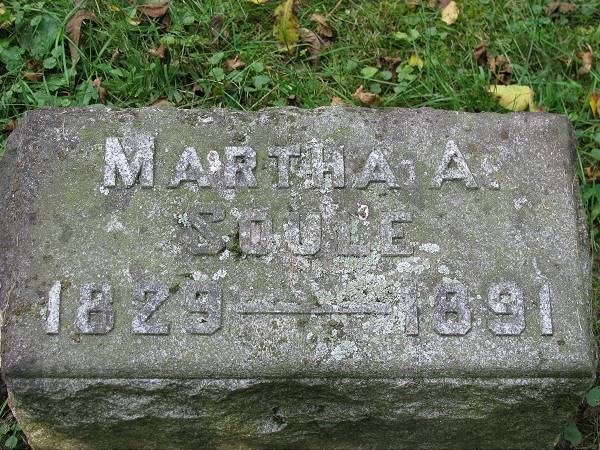 MARTHA A.
SOULE
1829 — 1891